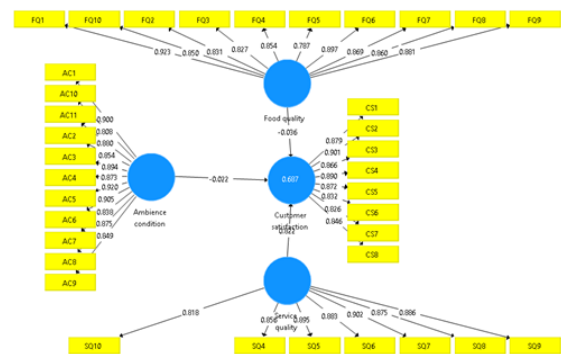 FQ1 FQ10 FQ2 FQ3 FQ4 FQ5 FQ6 FQ7 FQ8 FQ9
0.923 0.850 0.831 0.827 0.854 0.787 0.897 0.869 0.860 0.881
Food quality
-0.036
AC1
AC10
AC11
AC2
AC3
AC4
AC5
AC6
AC7
AC8
AC9
0.900
0.808
0.880
0.854
0.894
0.873
0.920
0.905
0.838
0.875
0.849
Ambience
condition
-0.022
0.687
Customer
satisfaction
0.822
CS1
CS2
CS3
CS4
CS5
CS6
CS7
CS8
0.879
0.901
0.866
0.890
0.872
0.832
0.826
0.846
Service
quality
0.818 0.856 0.895 0.883 0.902 0.875 0.886
SQ10 SQ4 SQ5 SQ6 SQ7 SQ8 SQ9